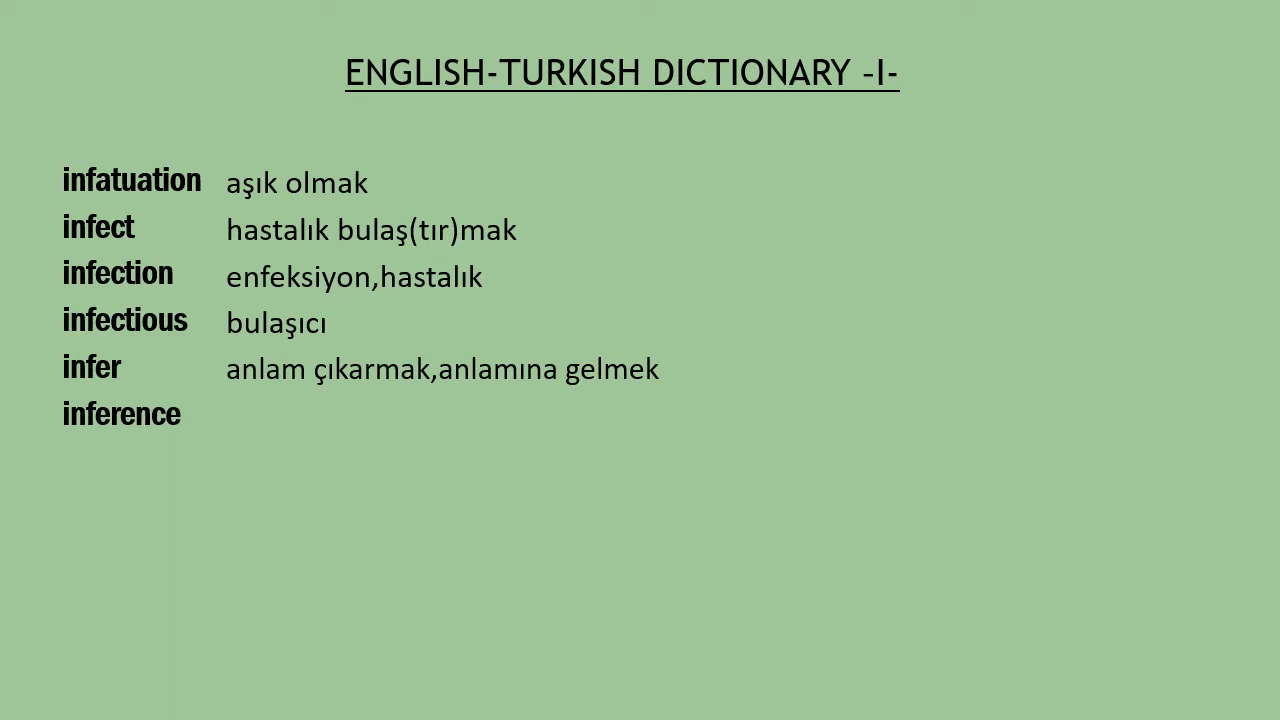 ENGLISH-TURKISH DICTIONARY –I-
infatuation aşık olmak
infect hastalık bulaş(tır)mak
infection enfeksiyon,hastalık
infectious bulaşıcı
infer anlam çıkarmak,anlamına gelmek
inference